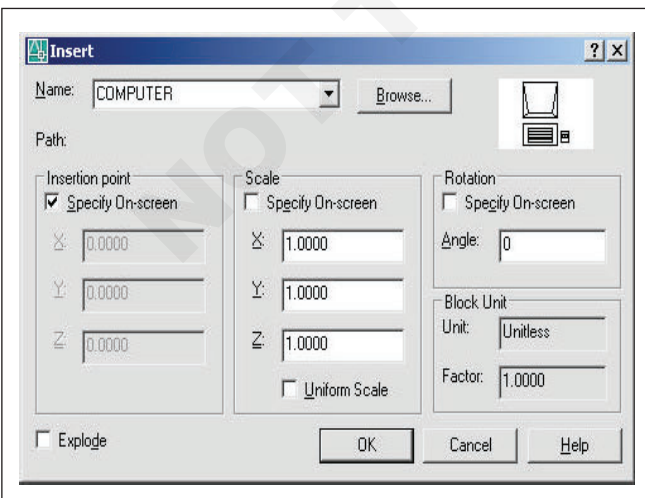 Insert
Name: COMPUTER Browse...
Path:
Insertion point
Specify On-screen
X: 0.0000
Y: 0.0000
Z: 0.0000
Scale
Specify On-screen
X: 1.0000
Y: 1.0000
Z: 1.0000
Uniform Scale
Rotation
Specify On-screen
Angle: 0
Block Unit
Unit: Unitless
Factor: 1.0000
Explode
OK Cancel Help
NOT